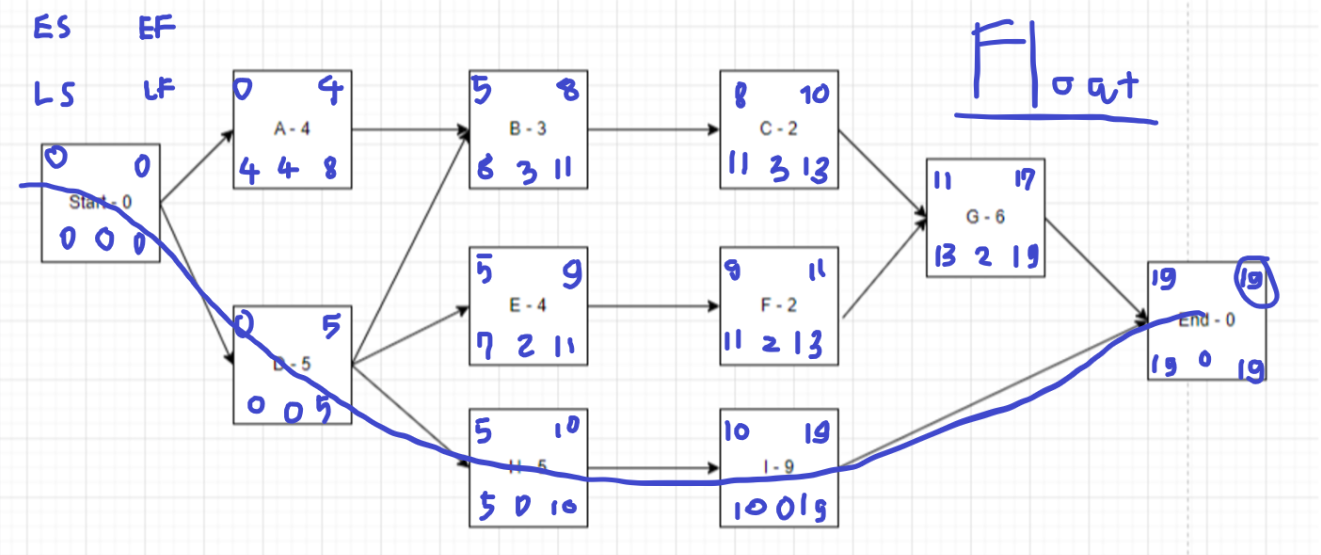 ES EF
LS LF
Float
0 0
Start - 0
0 0 0
0 4
A - 4
4 4 8
5 8
B - 3
8 3 11
8 10
C - 2
11 3 13
0 5
D - 5
0 0 5
5 9
E - 4
7 2 11
9 11
F - 2
11 2 13
11 17
G - 6
13 2 19
5 10
H - 5
5 0 10
10 19
I - 9
10 0 19
19 19
End - 0
19 0 19